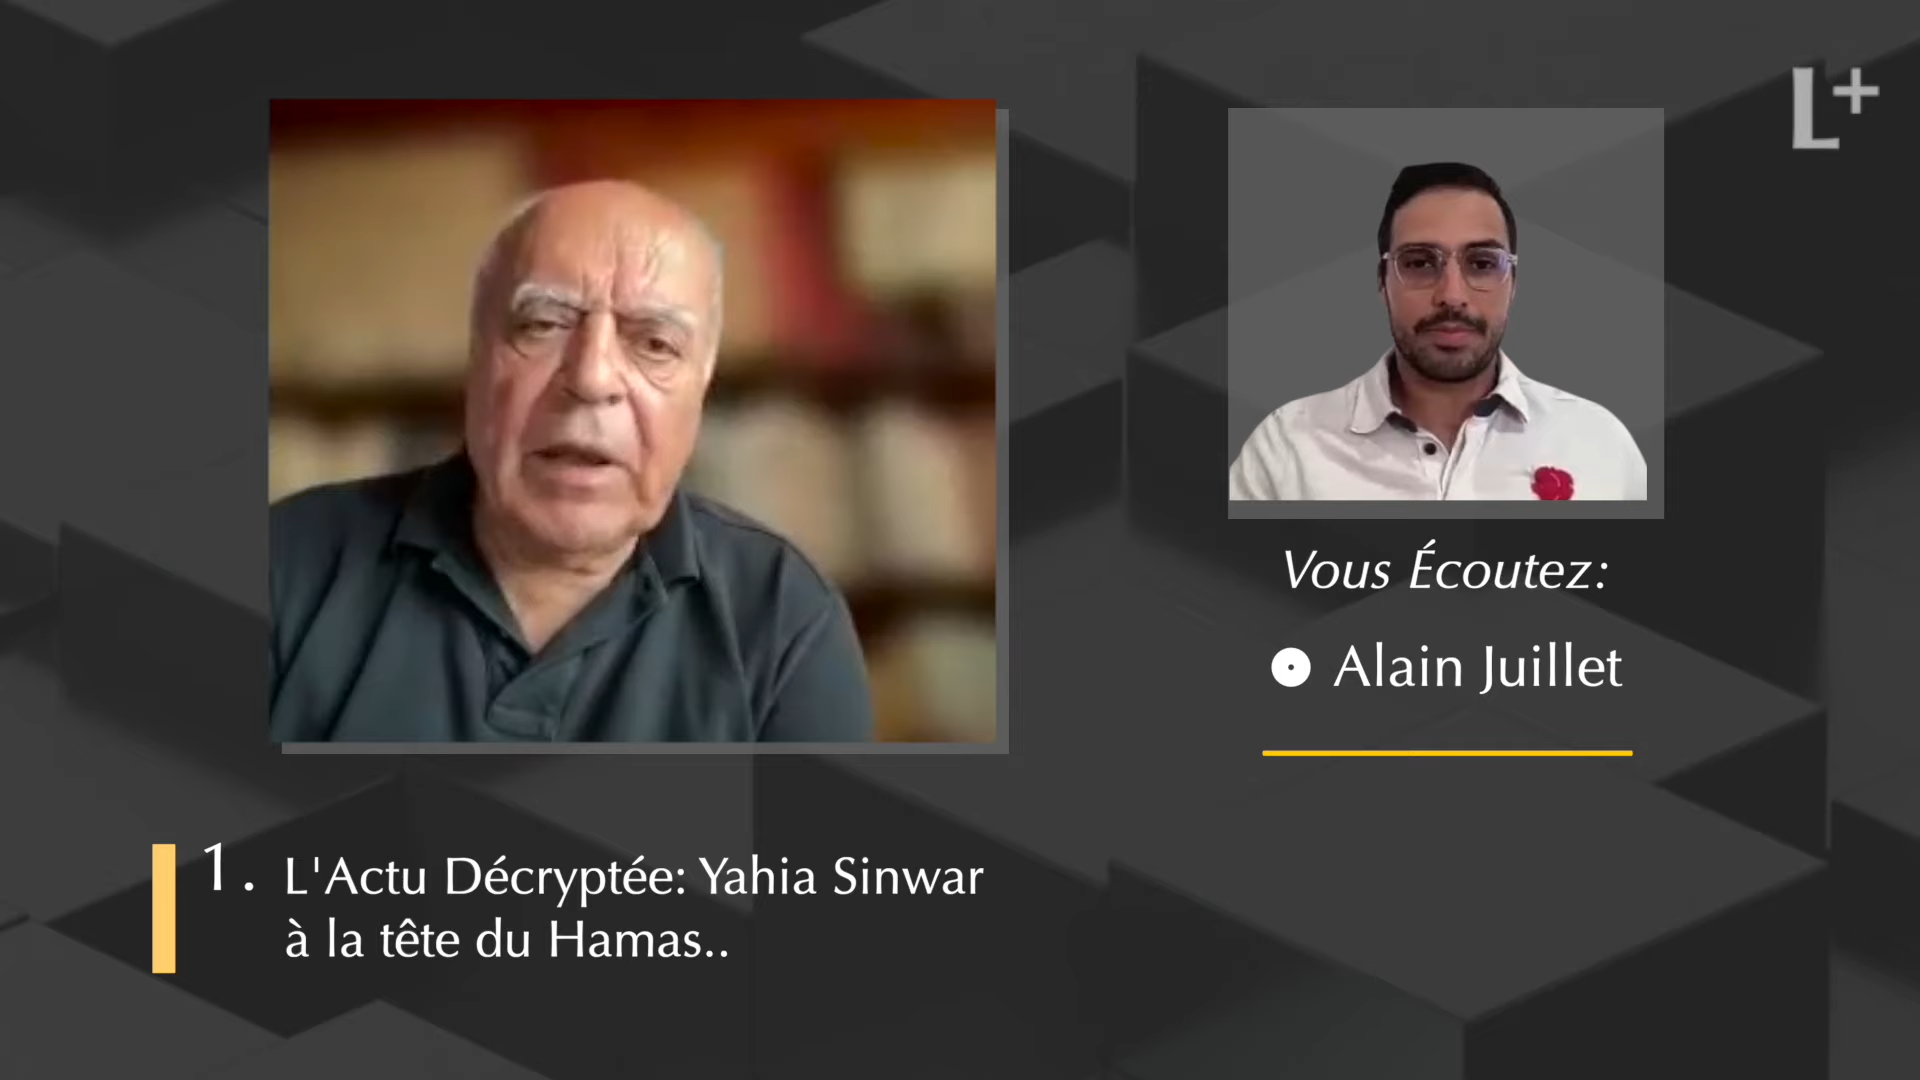 L+
Vous Écoutez:
Alain Juillet
1. L'Actu Décryptée: Yahia Sinwar
à la tête du Hamas..